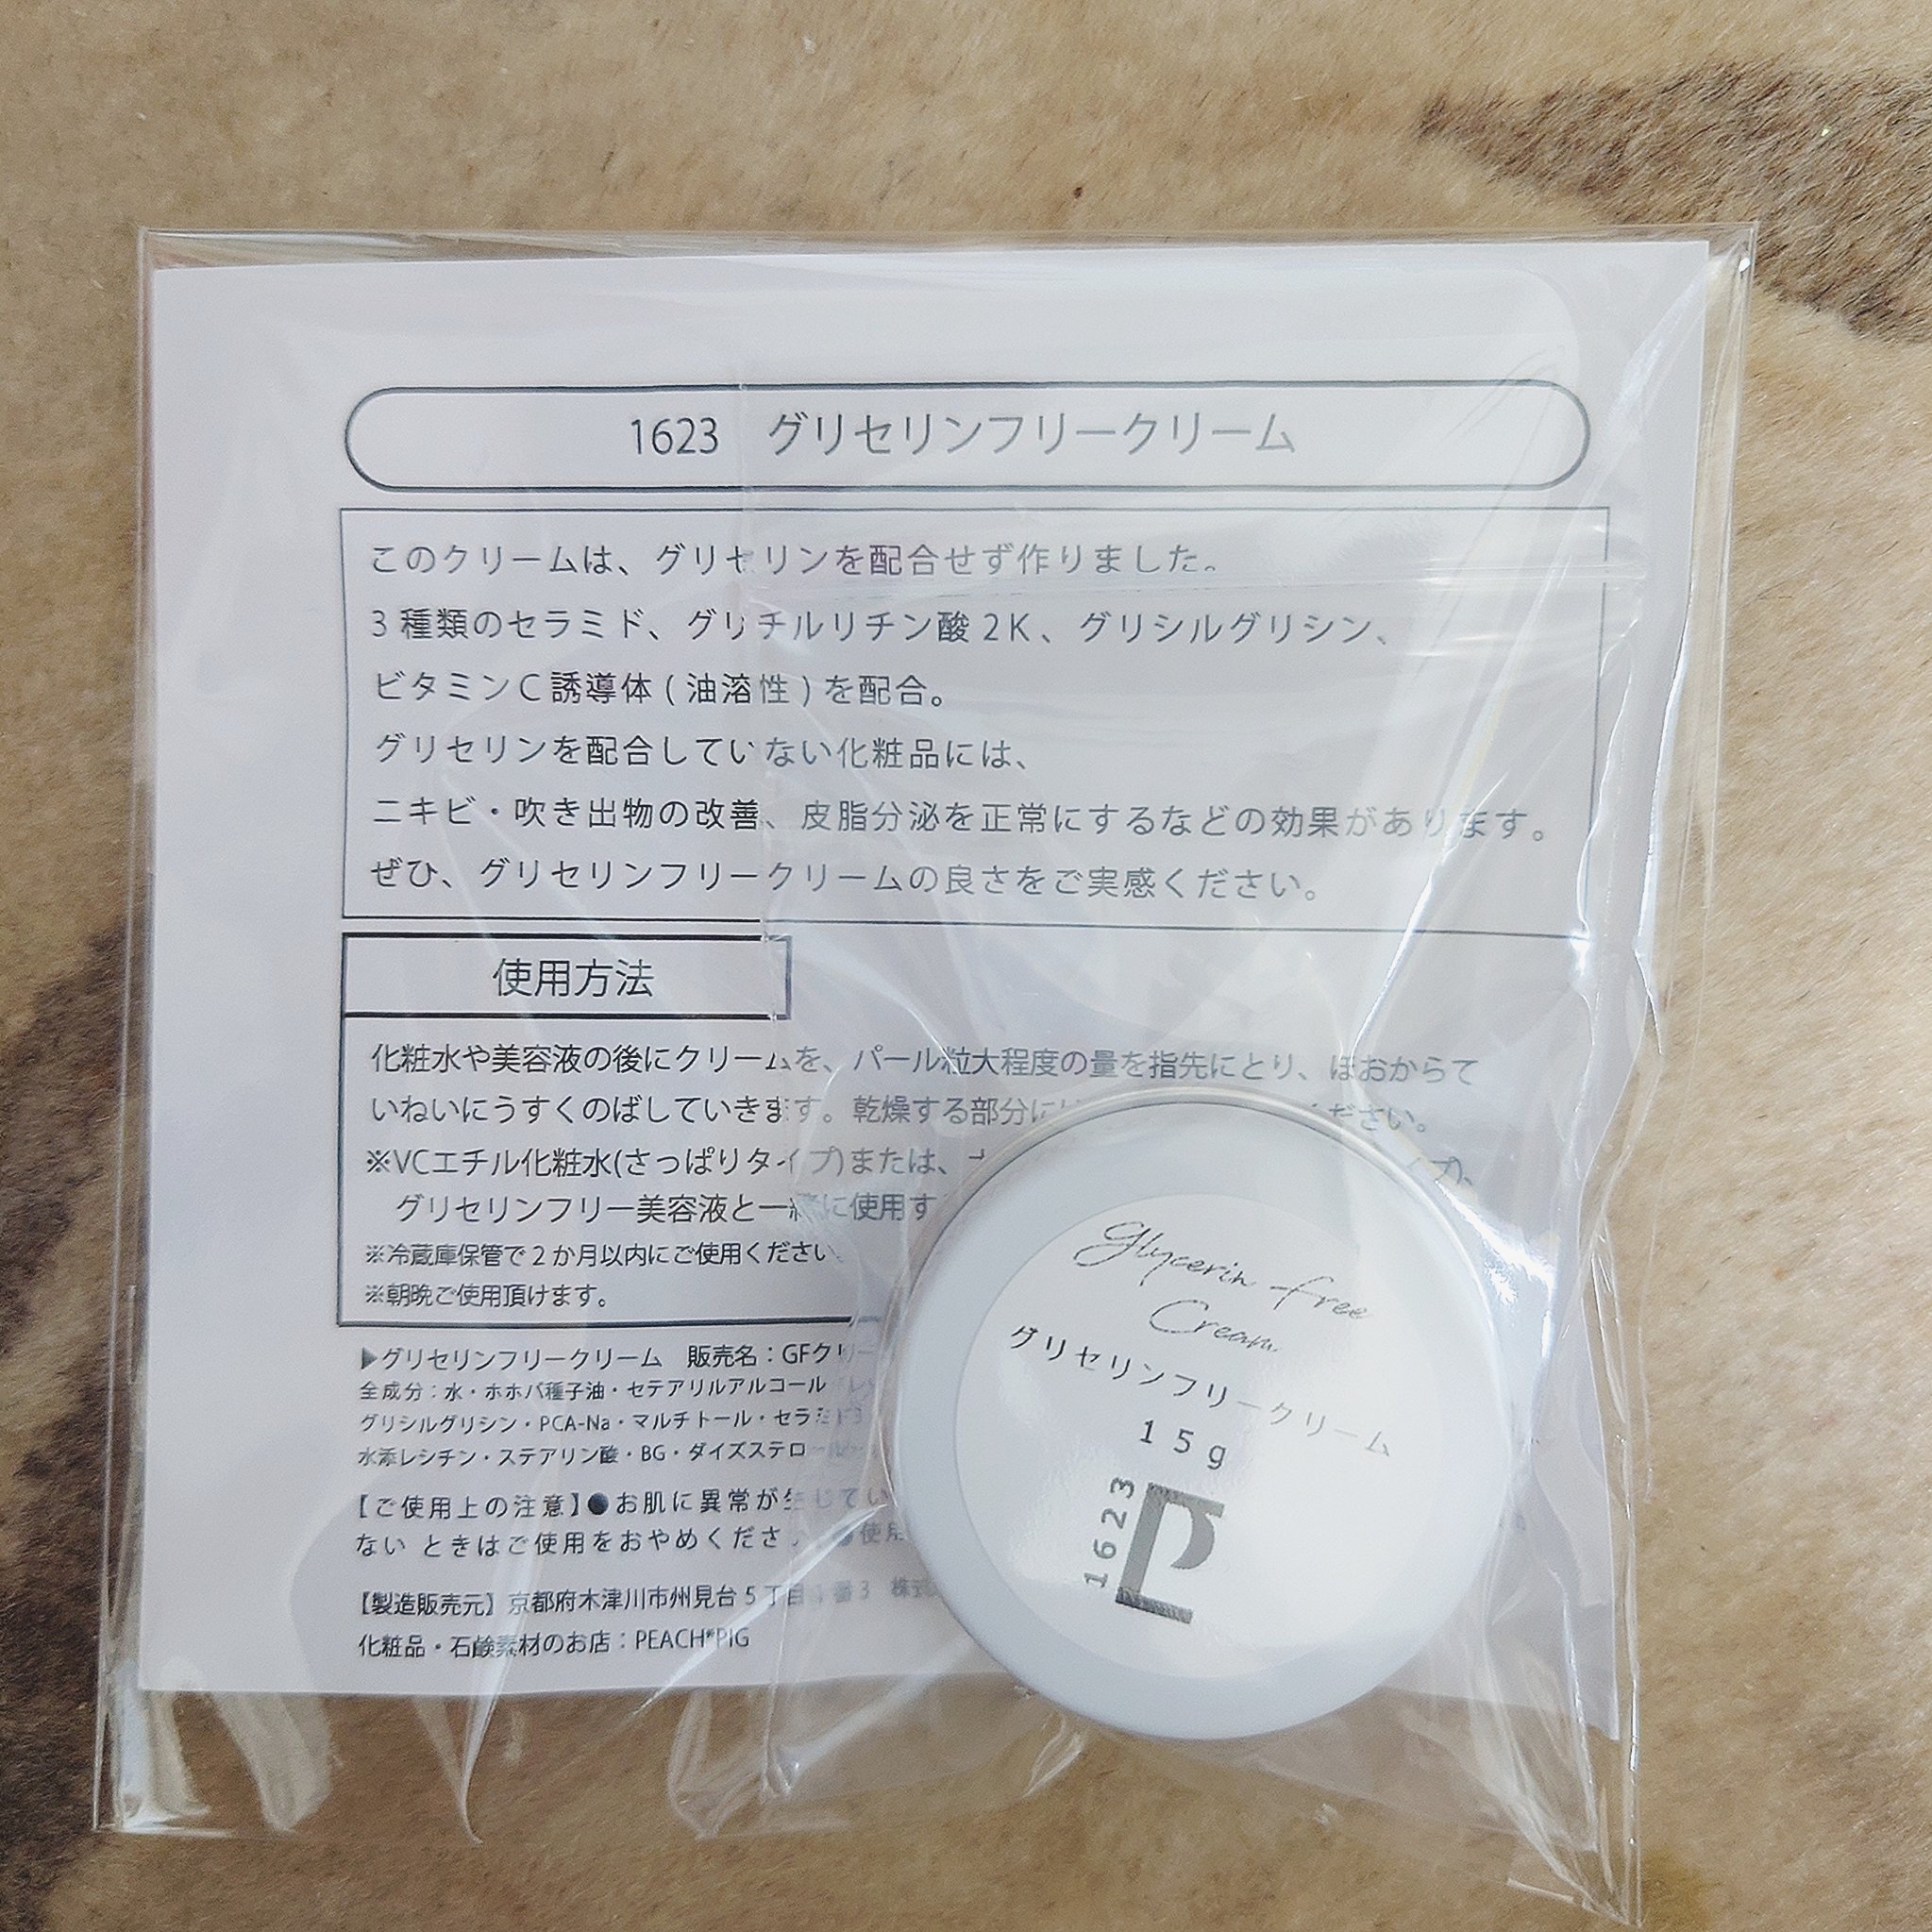 1623 グリセリンフリークリーム
このクリームは、グリセリンを配合せず作りました。
3種類のセラミド、グリチルリチン酸2K、グリシルグリシン、
ビタミンC誘導体(油溶性)を配合。
グリセリンを配合していない化粧品には、
ニキビ・吹き出物の改善、皮脂分泌を正常にするなどの効果があります。
ぜひ、グリセリンフリークリームの良さをご実感ください。
使用方法
化粧水や美容液の後にクリームを、パール粒大程度の量を指先にとり、ほおからて
いねいにうすくのばしていきます。乾燥する部分に ください。
※VCエチル化粧水(さっぱりタイプ)または、 プ)、
グリセリンフリー美容液と一緒に使用す
※冷蔵庫保管で2か月以内にご使用ください。
※朝晩ご使用頂けます。
▶グリセリンフリークリーム 販売名：GFクリー
全成分：水・ホホバ種子油・セテアリルアルコール
グリシルグリシン・PCA-Na・マルチトール・セラミド3
水添レシチン・ステアリン酸・BG・ダイズステロール
【ご使用上の注意】●お肌に異常が生じてい
ない ときはご使用をおやめくださ ●使用
【製造販売元】京都府木津川市州見台5丁目1番3 株式
化粧品・石鹸素材のお店：PEACH*PIG
Glycerin-free
Cream
グリセリンフリークリーム
15g
1623